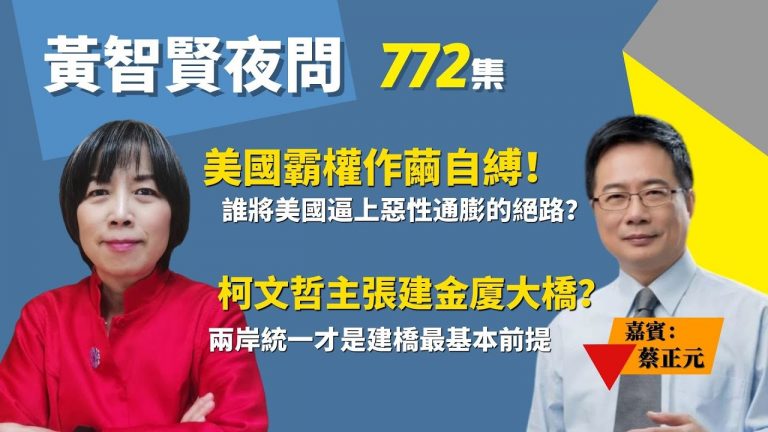 黃智賢夜問 772集
美國霸權作繭自縛!
誰將美國逼上惡性通膨的絕路?
柯文哲主張建金廈大橋?
兩岸統一才是建橋最基本前提
嘉賓:
蔡正元